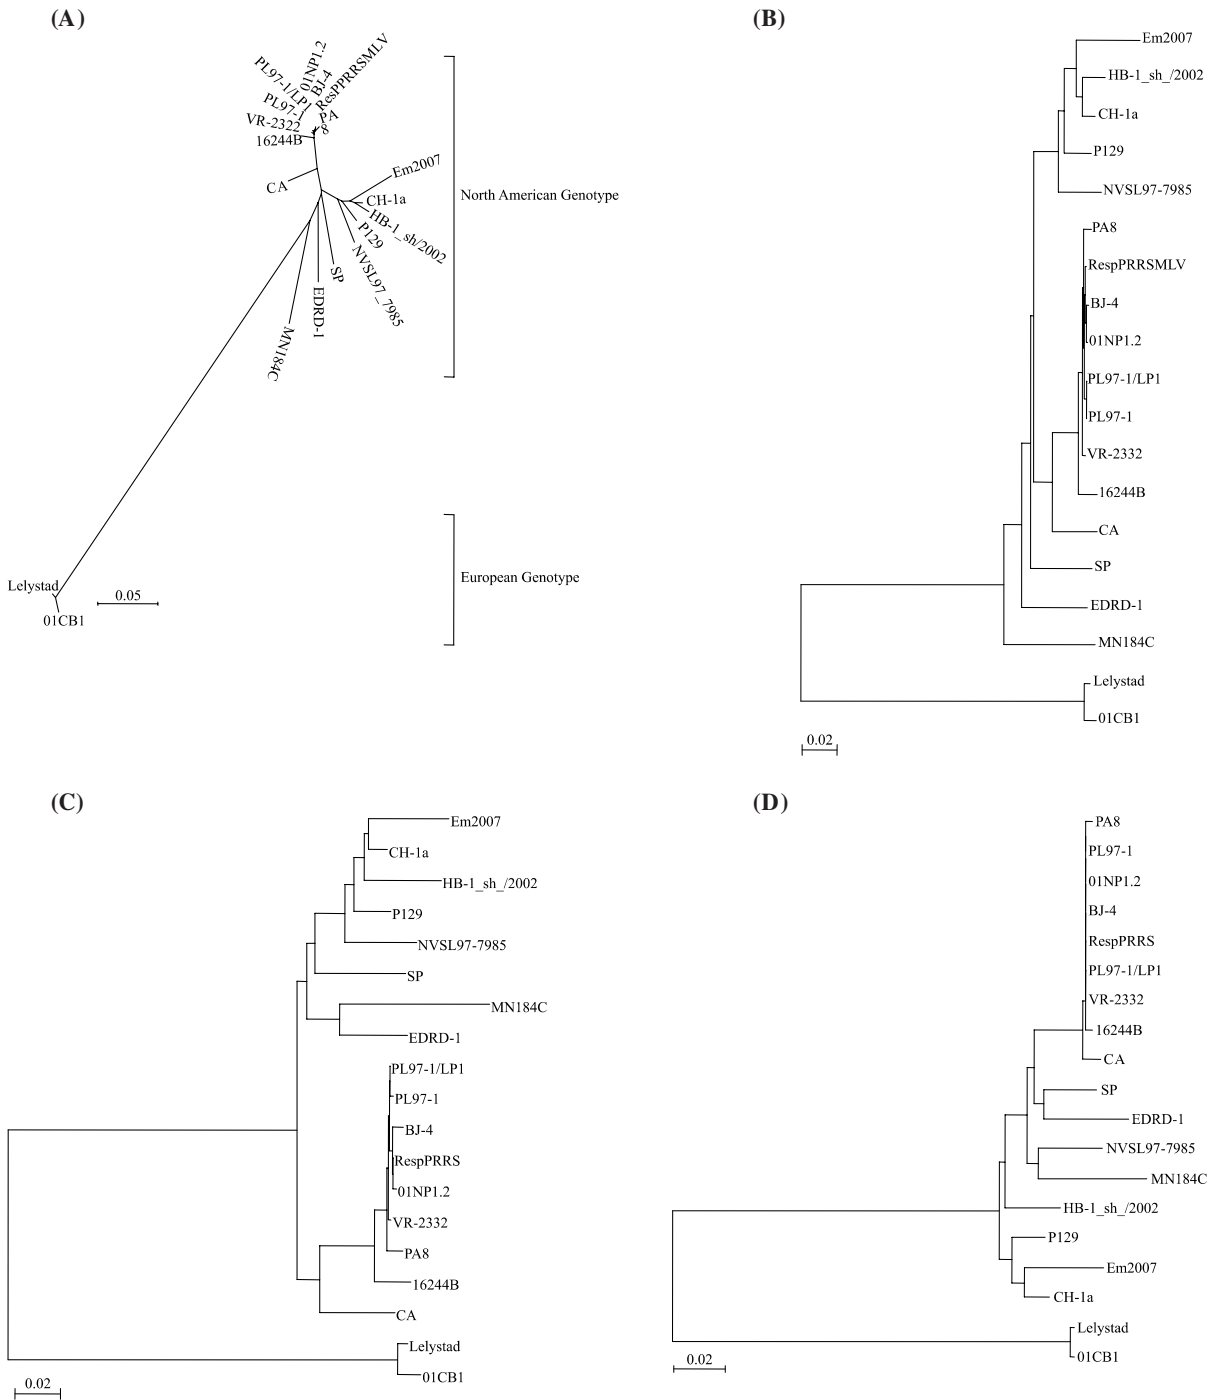 (A)
01NP1.2
PL97-1/LP1
BJ-4
RespPRRSMLV
PL97-1
PA
8
VR-2322
16244B
CA
Em2007
CH-1a
HB-1_sh/2002
P129
NVSL97_7985
SP
EDRD-1
MN184C
North American Genotype
Lelystad
01CB1
0.05
European Genotype
(B)
Em2007
HB-1_sh_/2002
CH-1a
P129
NVSL97-7985
PA8
RespPRRSMLV
BJ-4
01NP1.2
PL97-1/LP1
PL97-1
VR-2332
16244B
CA
SP
EDRD-1
MN184C
Lelystad
01CB1
0.02
(C)
Em2007
CH-1a
HB-1_sh_/2002
P129
NVSL97-7985
SP
MN184C
EDRD-1
PL97-1/LP1
PL97-1
BJ-4
RespPRRS
01NP1.2
VR-2332
PA8
16244B
CA
Lelystad
01CB1
0.02
(D)
PA8
PL97-1
01NP1.2
BJ-4
RespPRRS
PL97-1/LP1
VR-2332
16244B
CA
SP
EDRD-1
NVSL97-7985
MN184C
HB-1_sh_/2002
P129
Em2007
CH-1a
Lelystad
01CB1
0.02